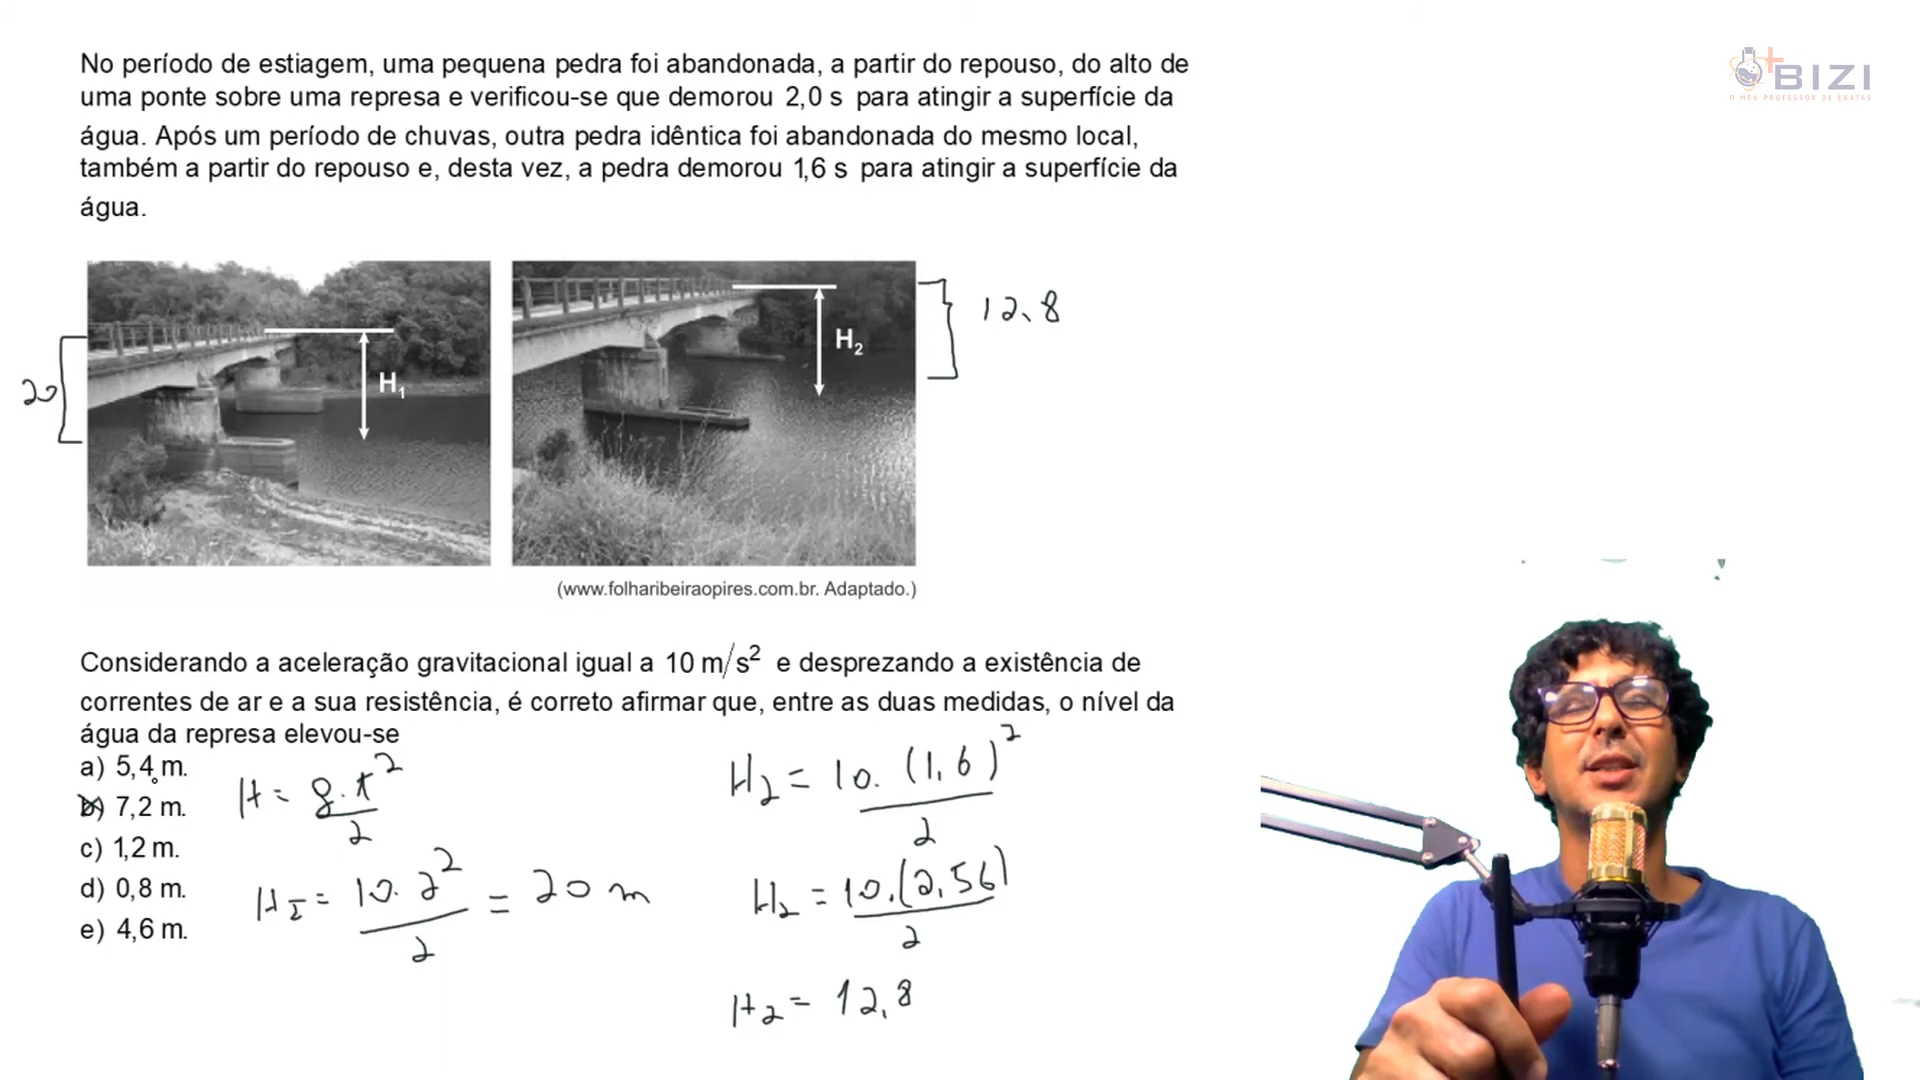 No período de estiagem, uma pequena pedra foi abandonada, a partir do repouso, do alto de
uma ponte sobre uma represa e verificou-se que demorou 2,0 s para atingir a superfície da
água. Após um período de chuvas, outra pedra idêntica foi abandonada do mesmo local,
também a partir do repouso e, desta vez, a pedra demorou 1,6 s para atingir a superfície da
água.
BIZI
O MEU PROFESSOR DE EXATAS
20
H₁
H₂
12,8
(www.folharibeiraopires.com.br. Adaptado.)
Considerando a aceleração gravitacional igual a 10 m/s² e desprezando a existência de
correntes de ar e a sua resistência, é correto afirmar que, entre as duas medidas, o nível da
água da represa elevou-se
a) 5,4 m.
b) 7,2 m.
c) 1,2 m.
d) 0,8 m.
e) 4,6 m.
H = g.t²/2
H₁ = 10.2²/2 = 20 m
H₂ = 10.(1,6)²/2
H₂ = 10.(2,56)/2
H₂ = 12,8